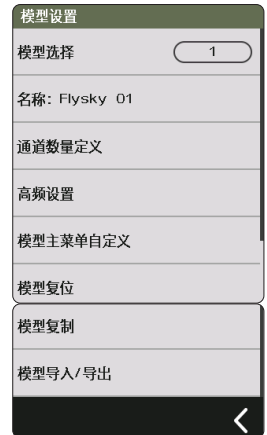 模型设置
模型选择 1
名称: Flysky 01
通道数量定义
高频设置
模型主菜单自定义
模型复位
模型复制
模型导入/导出